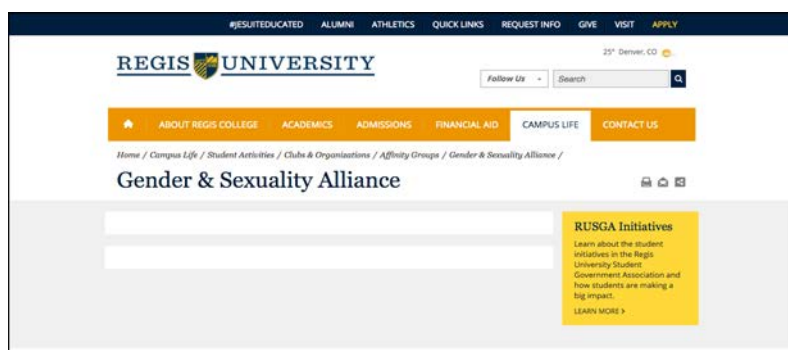 #JESUITEDUCATED ALUMNI ATHLETICS QUICK LINKS REQUEST INFO GIVE VISIT APPLY
25° Denver, CO
REGIS UNIVERSITY
Follow Us Search
ABOUT REGIS COLLEGE ACADEMICS ADMISSIONS FINANCIAL AID CAMPUS LIFE CONTACT US
Home / Campus Life / Student Activities / Clubs & Organizations / Affinity Groups / Gender & Sexuality Alliance /
Gender & Sexuality Alliance
RUSGA Initiatives
Learn about the student
initiatives in the Regis
University Student
Government Association and
how students are making a
big impact.
LEARN MORE >